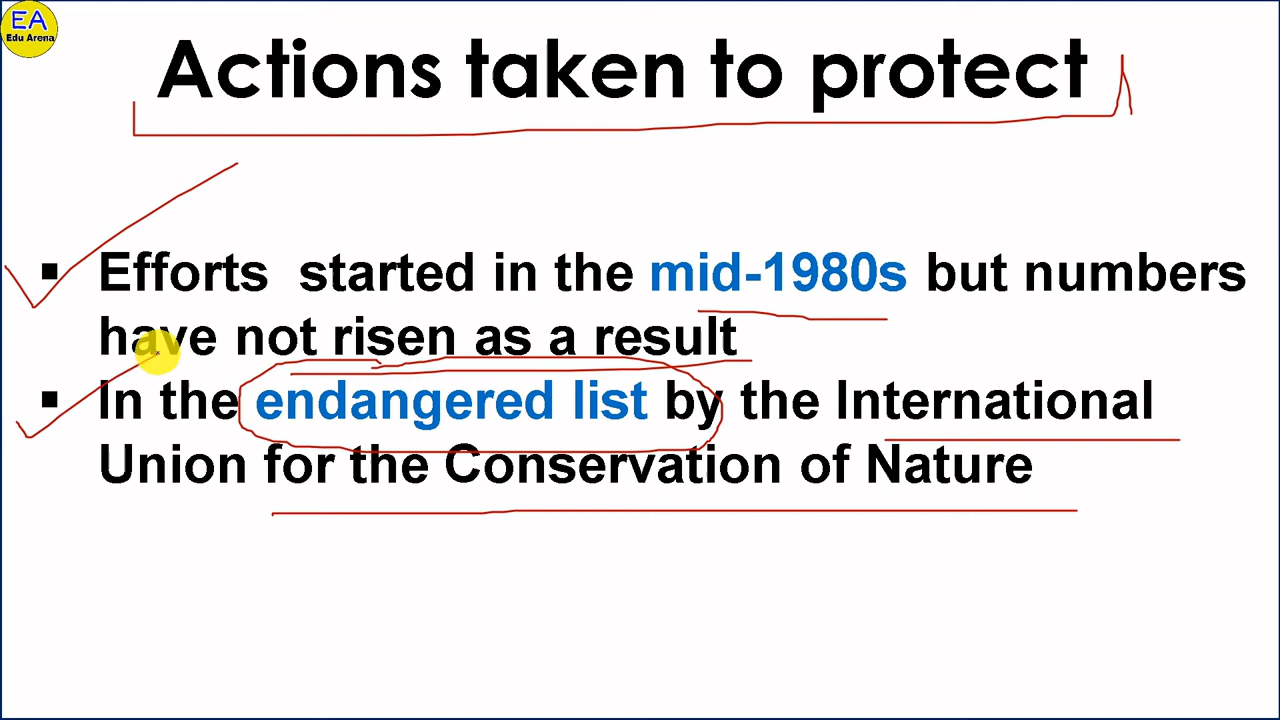 EA
Edu Arena
Actions taken to protect
▪ Efforts started in the mid-1980s but numbers
have not risen as a result
▪ In the endangered list by the International
Union for the Conservation of Nature